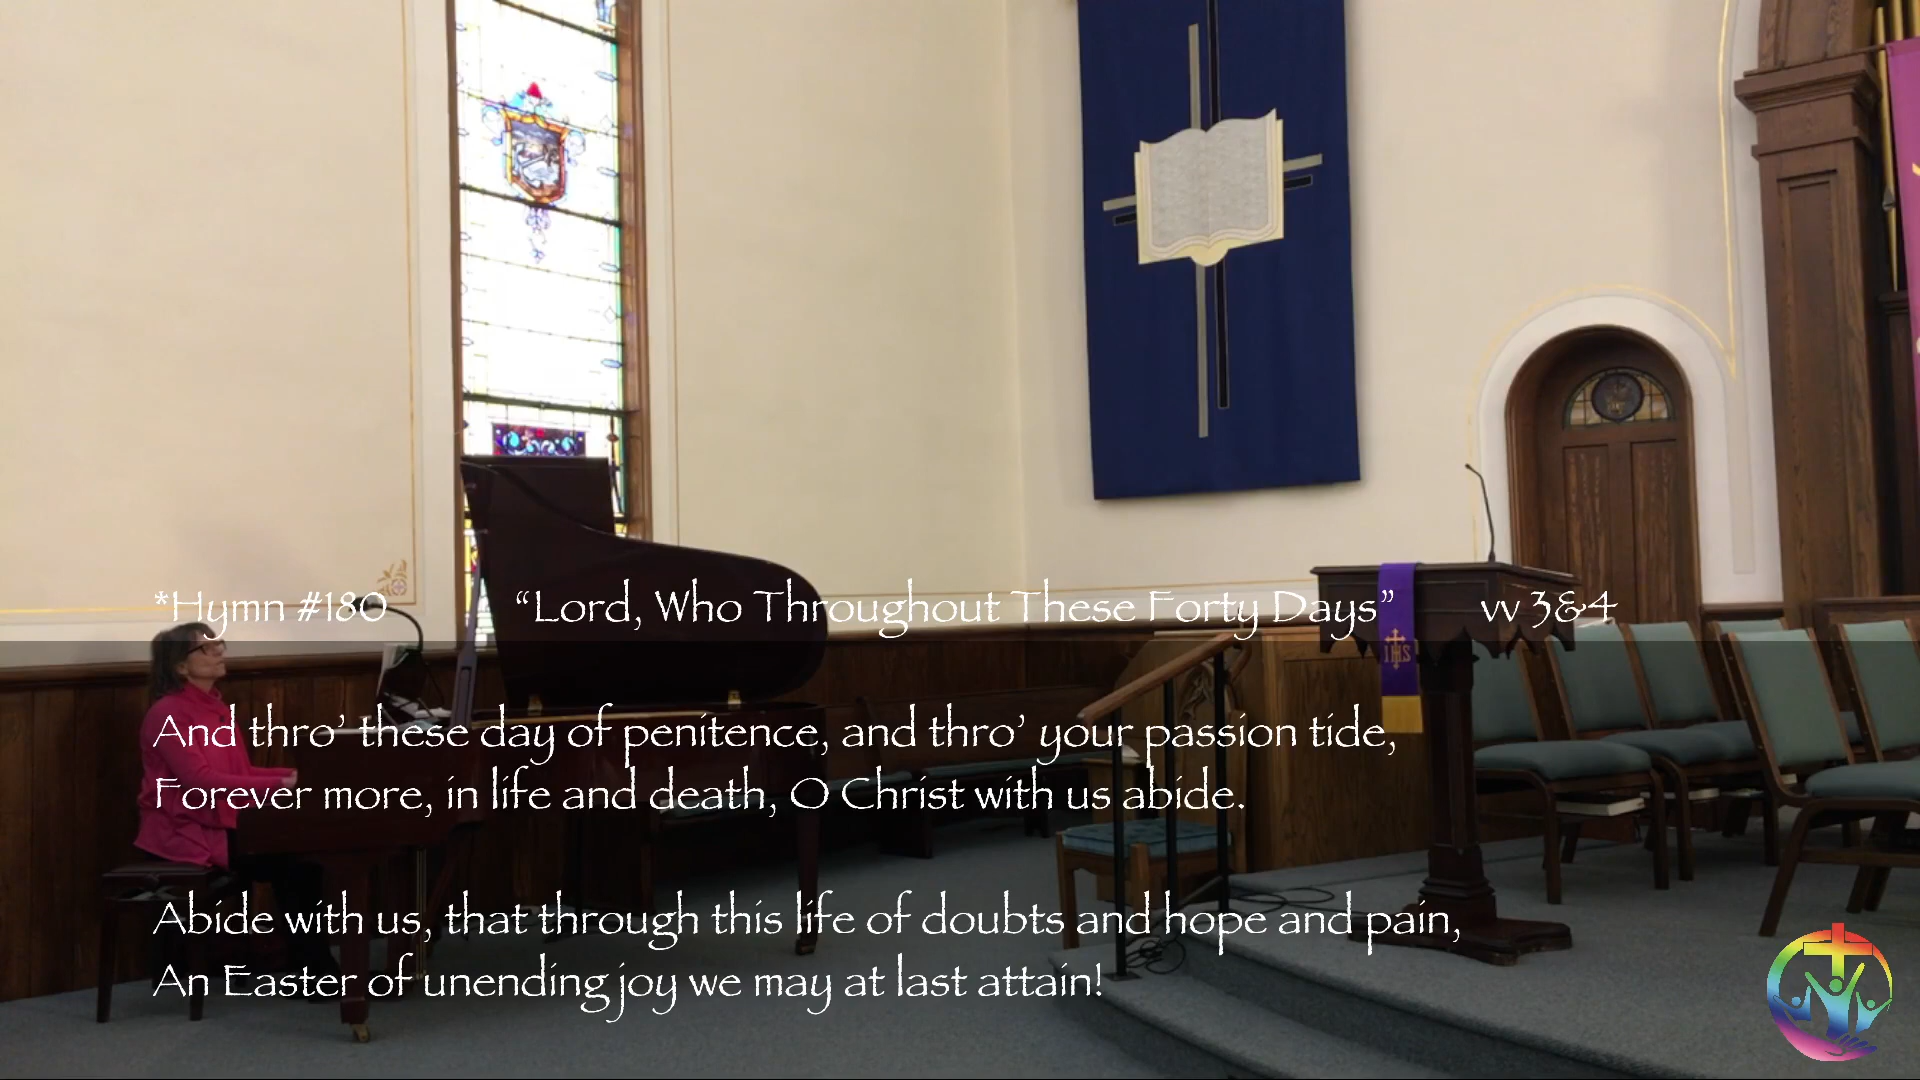 *Hymn #180 “Lord, Who Throughout These Forty Days” vv 3&4
And thro’ these day of penitence, and thro’ your passion tide,
Forever more, in life and death, O Christ with us abide.
Abide with us, that through this life of doubts and hope and pain,
An Easter of unending joy we may at last attain!
IHS